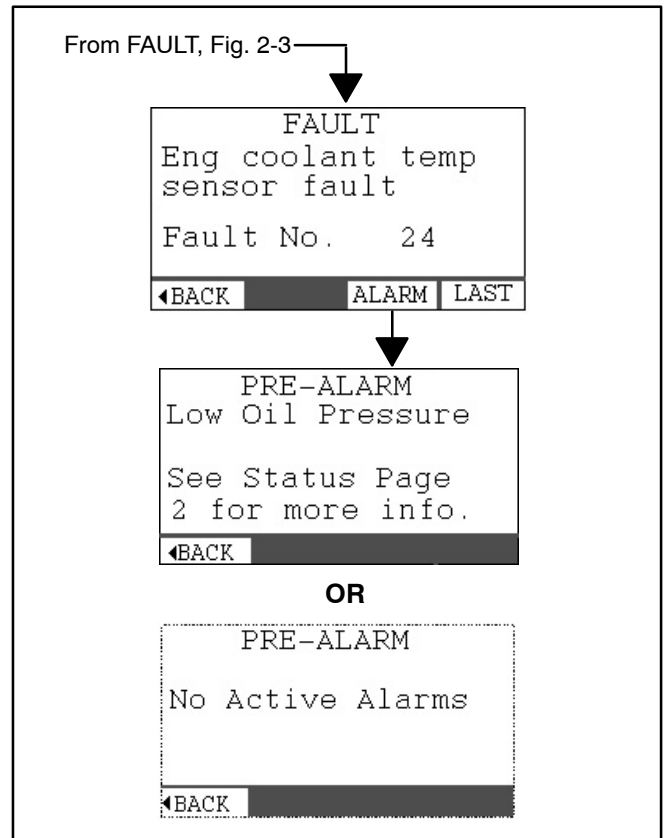 From FAULT, Fig. 2-3
FAULT
Eng coolant temp
sensor fault
Fault No. 24
◀BACK ALARM LAST
PRE-ALARM
Low Oil Pressure
See Status Page
2 for more info.
◀BACK
OR
PRE-ALARM
No Active Alarms
◀BACK